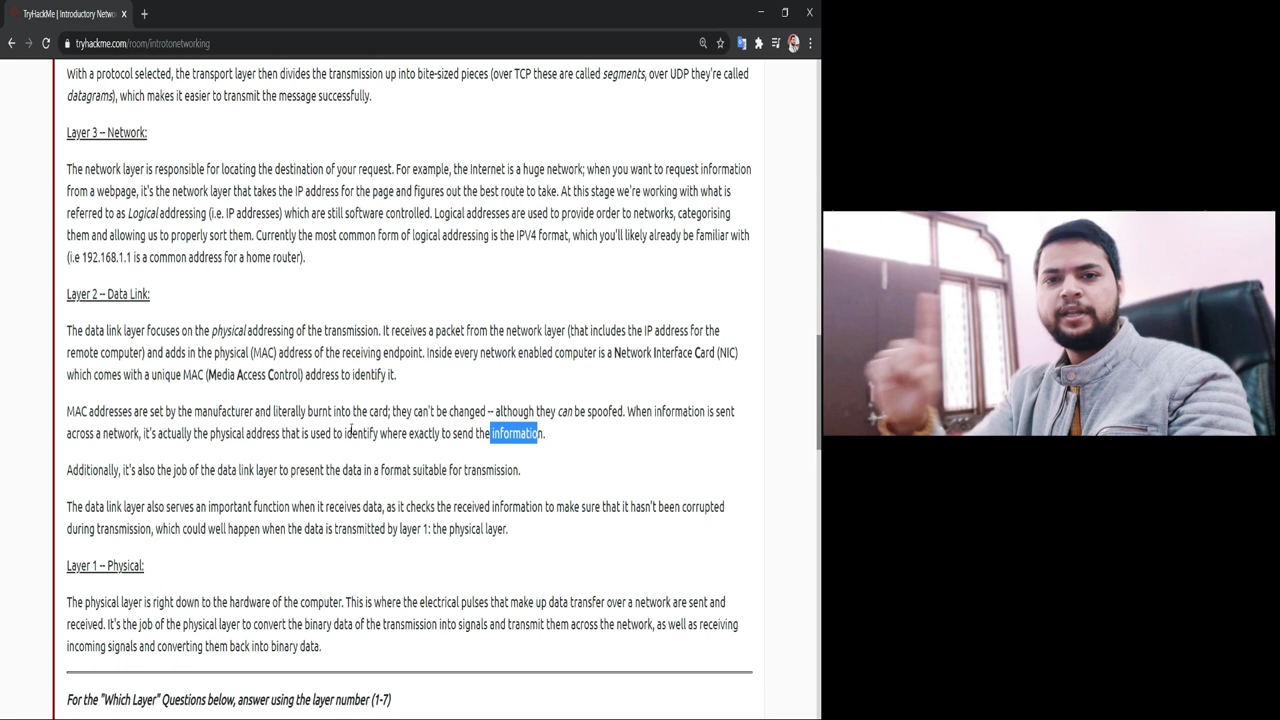 TryHackMe | Introductory Netwo
tryhackme.com/room/introtonetworking
With a protocol selected, the transport layer then divides the transmission up into bite-sized pieces (over TCP these are called segments, over UDP they're called
datagrams), which makes it easier to transmit the message successfully.
Layer 3 -- Network:
The network layer is responsible for locating the destination of your request. For example, the Internet is a huge network; when you want to request information
from a webpage, it's the network layer that takes the IP address for the page and figures out the best route to take. At this stage we're working with what is
referred to as Logical addressing (i.e. IP addresses) which are still software controlled. Logical addresses are used to provide order to networks, categorising
them and allowing us to properly sort them. Currently the most common form of logical addressing is the IPV4 format, which you'll likely already be familiar with
(i.e 192.168.1.1 is a common address for a home router).
Layer 2 -- Data Link:
The data link layer focuses on the physical addressing of the transmission. It receives a packet from the network layer (that includes the IP address for the
remote computer) and adds in the physical (MAC) address of the receiving endpoint. Inside every network enabled computer is a Network Interface Card (NIC)
which comes with a unique MAC (Media Access Control) address to identify it.
MAC addresses are set by the manufacturer and literally burnt into the card; they can't be changed -- although they can be spoofed. When information is sent
across a network, it's actually the physical address that is used to identify where exactly to send the information.
Additionally, it's also the job of the data link layer to present the data in a format suitable for transmission.
The data link layer also serves an important function when it receives data, as it checks the received information to make sure that it hasn't been corrupted
during transmission, which could well happen when the data is transmitted by layer 1: the physical layer.
Layer 1 -- Physical:
The physical layer is right down to the hardware of the computer. This is where the electrical pulses that make up data transfer over a network are sent and
received. It's the job of the physical layer to convert the binary data of the transmission into signals and transmit them across the network, as well as receiving
incoming signals and converting them back into binary data.
For the "Which Layer" Questions below, answer using the layer number (1-7)